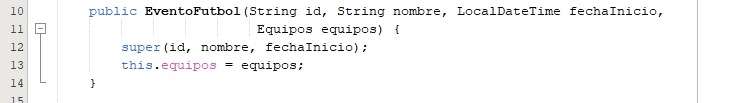 10 public EventoFutbol(String id, String nombre, LocalDateTime fechaInicio,
11 Equipos equipos) {
12 super(id, nombre, fechaInicio);
13 this.equipos = equipos;
14 }
15